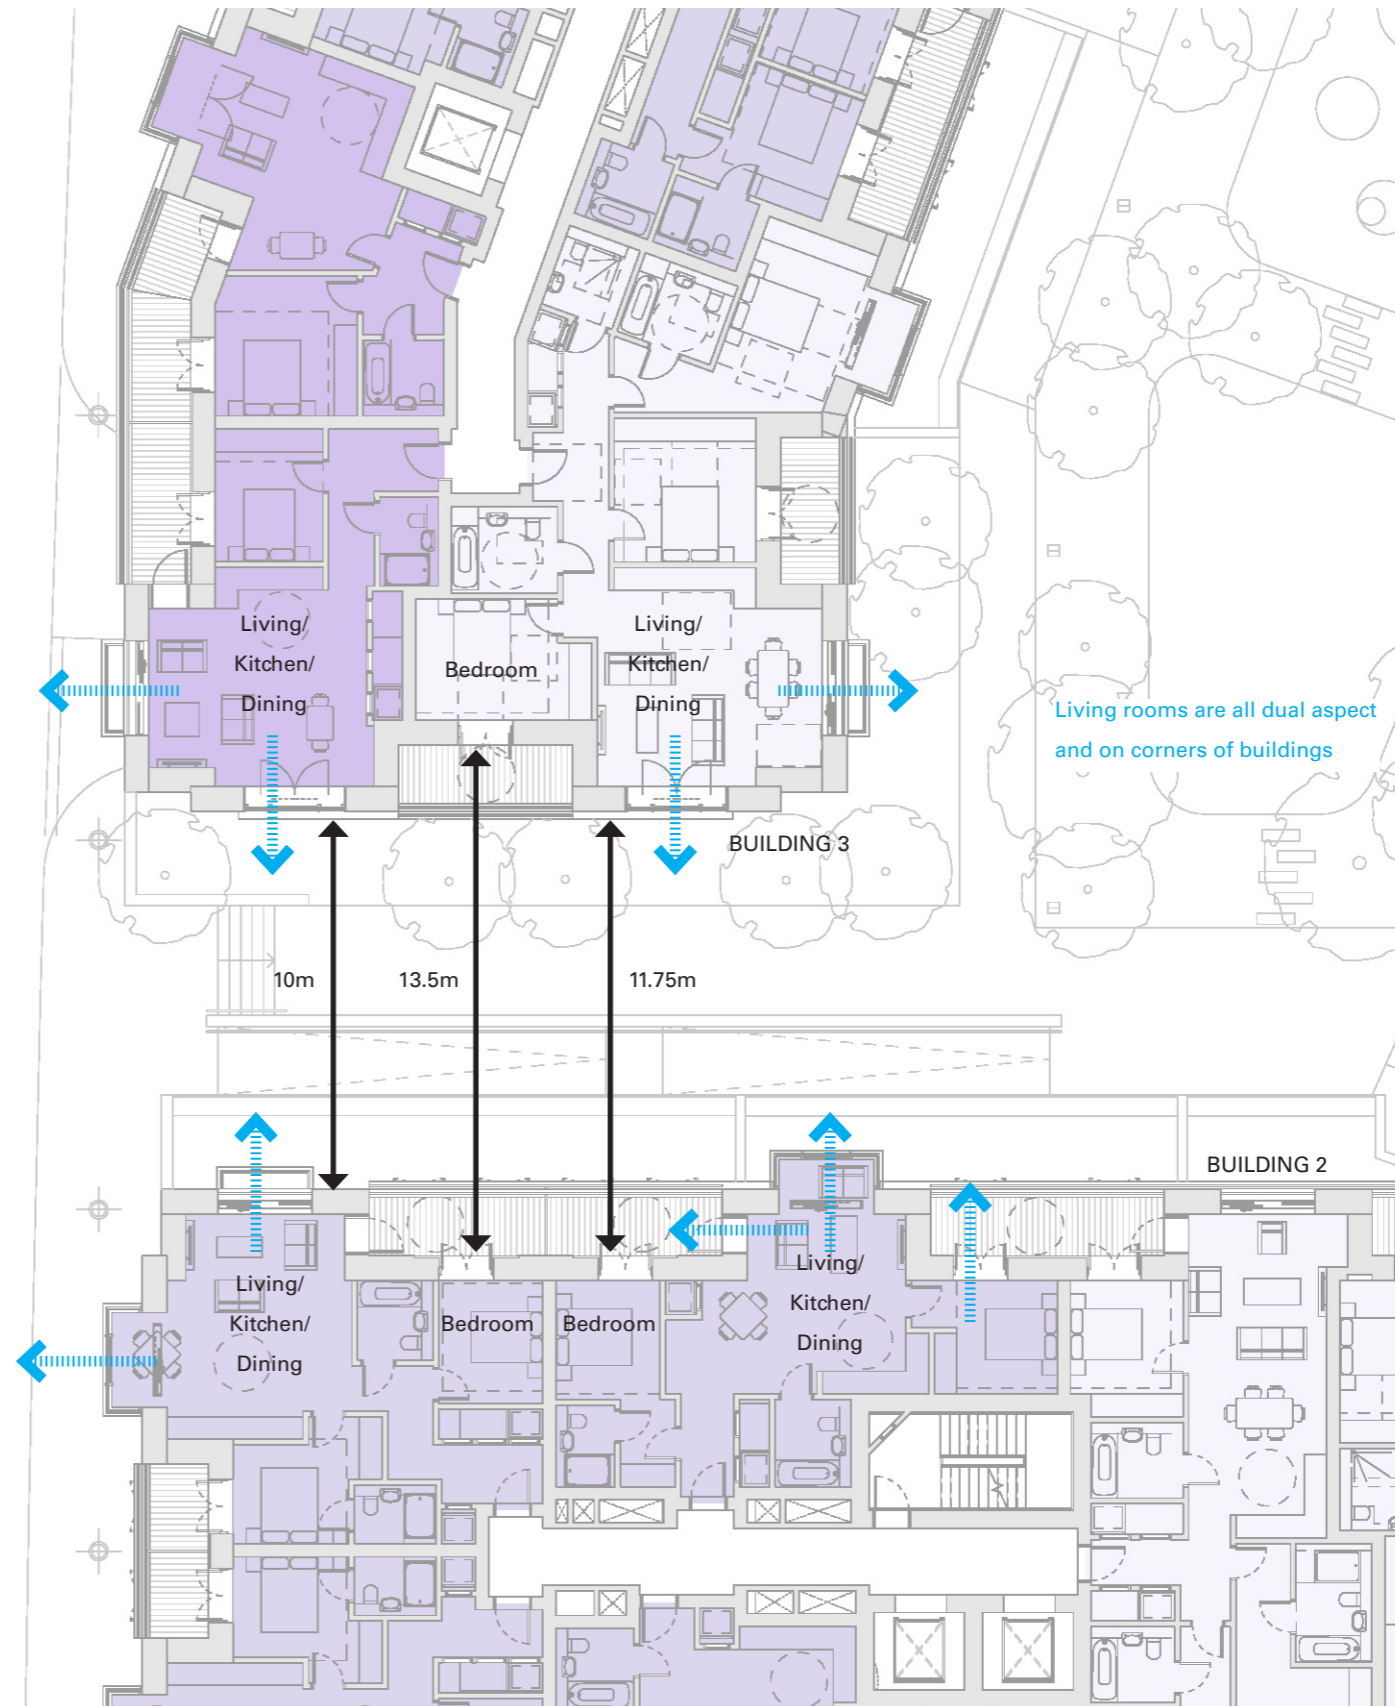 Living/
Kitchen/
Dining
Bedroom
Living/
Kitchen/
Dining
Living rooms are all dual aspect
and on corners of buildings
BUILDING 3
10m
13.5m
11.75m
BUILDING 2
Living/
Kitchen/
Dining
Bedroom
Bedroom
Living/
Kitchen/
Dining